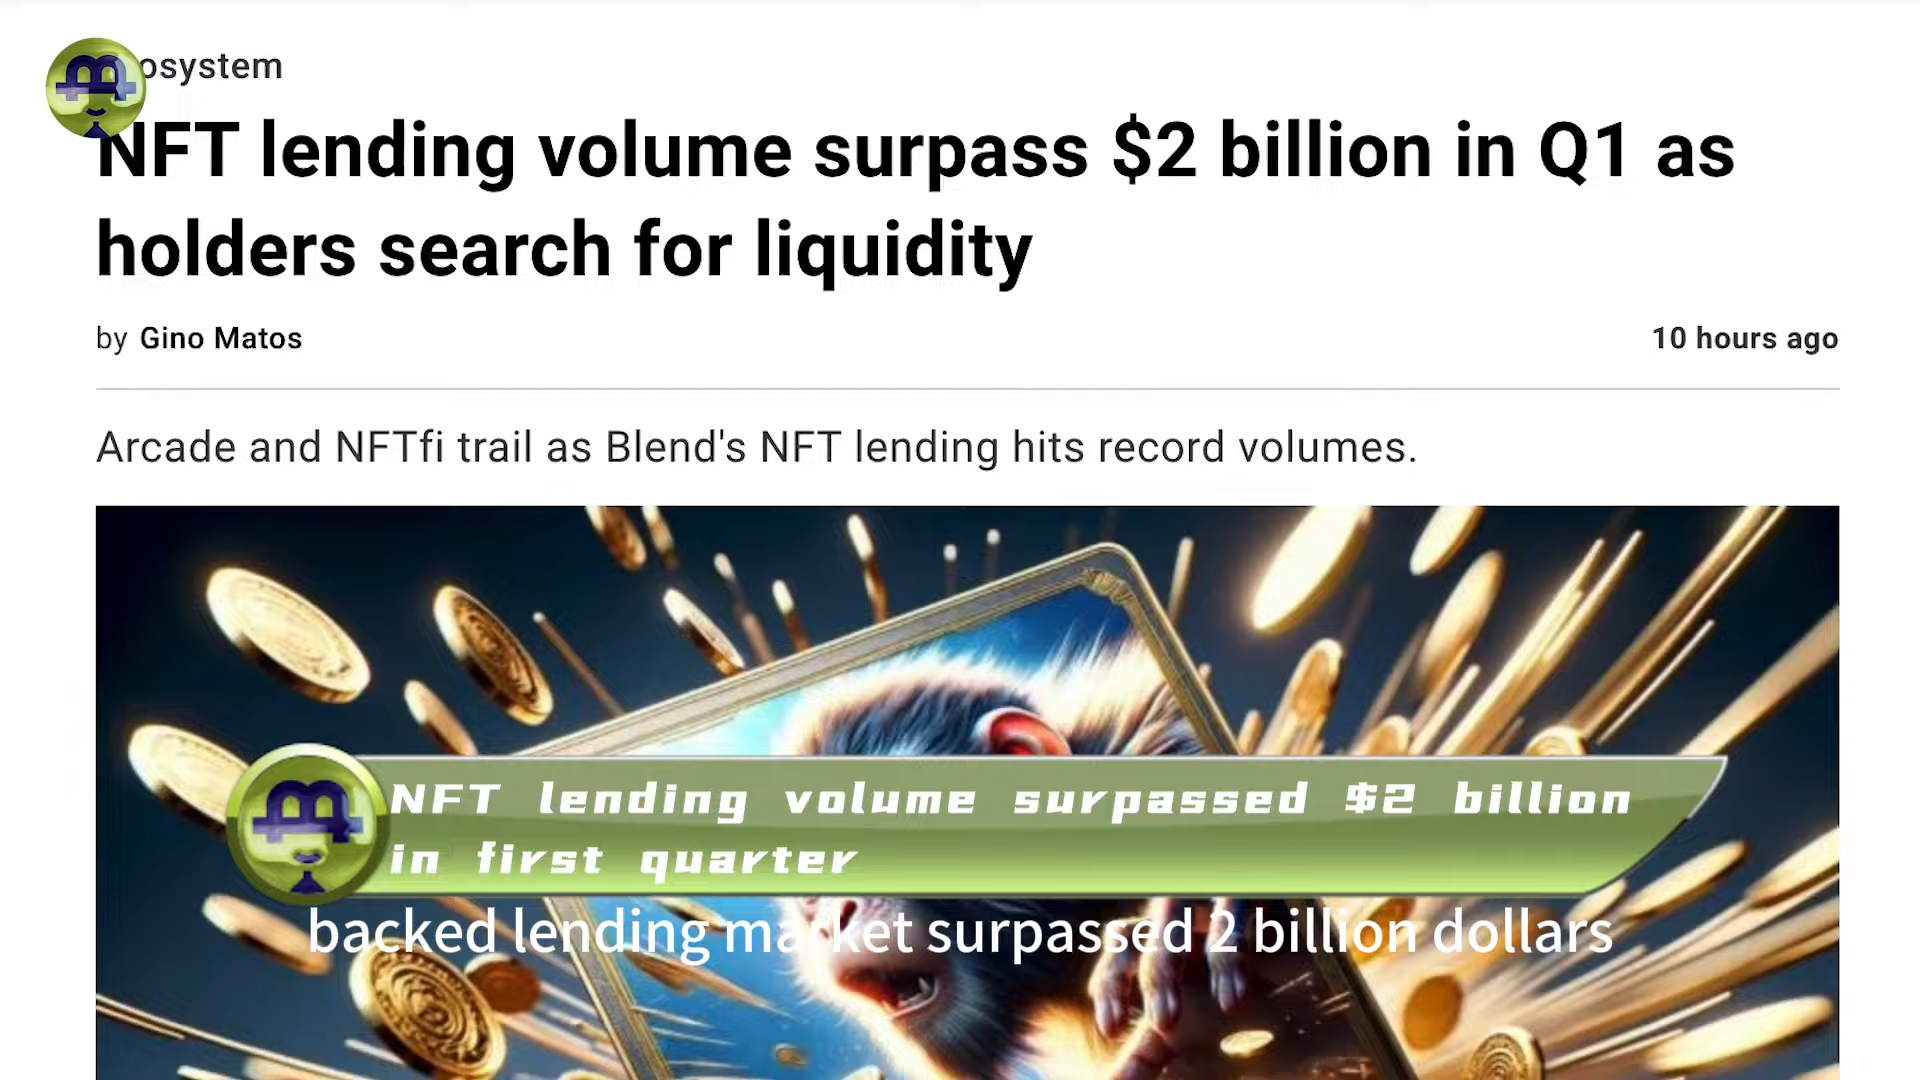 osystem
NFT lending volume surpass $2 billion in Q1 as
holders search for liquidity
by Gino Matos
10 hours ago
Arcade and NFTfi trail as Blend's NFT lending hits record volumes.
NFT lending volume surpassed $2 billion
in first quarter
backed lending market surpassed 2 billion dollars